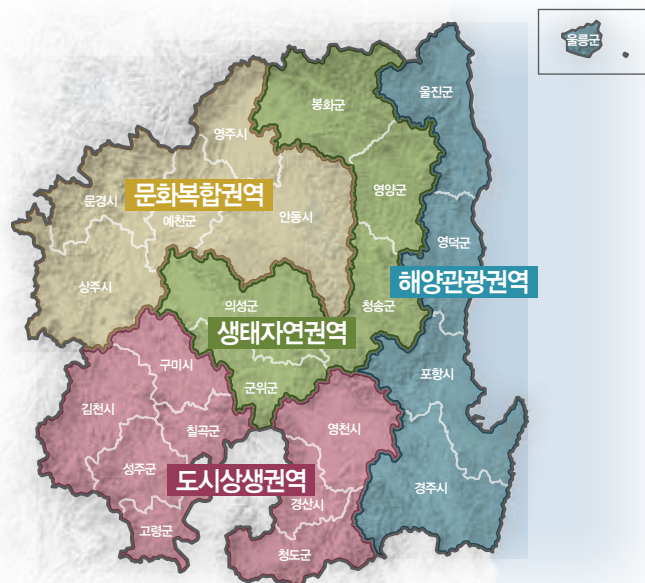 울릉군
울진군
봉화군
영주시
영양군
문경시
문화복합권역
예천군
안동시
영덕군
상주시
해양관광권역
의성군
청송군
생태자연권역
구미시
포항시
군위군
김천시
칠곡군
영천시
성주군
도시상생권역
경주시
경산시
고령군
청도군